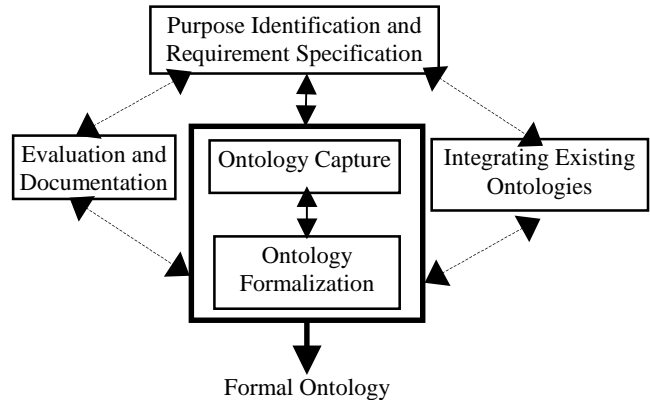 Purpose Identification and
Requirement Specification
Evaluation and
Documentation
Ontology Capture
Integrating Existing
Ontologies
Ontology
Formalization
Formal Ontology